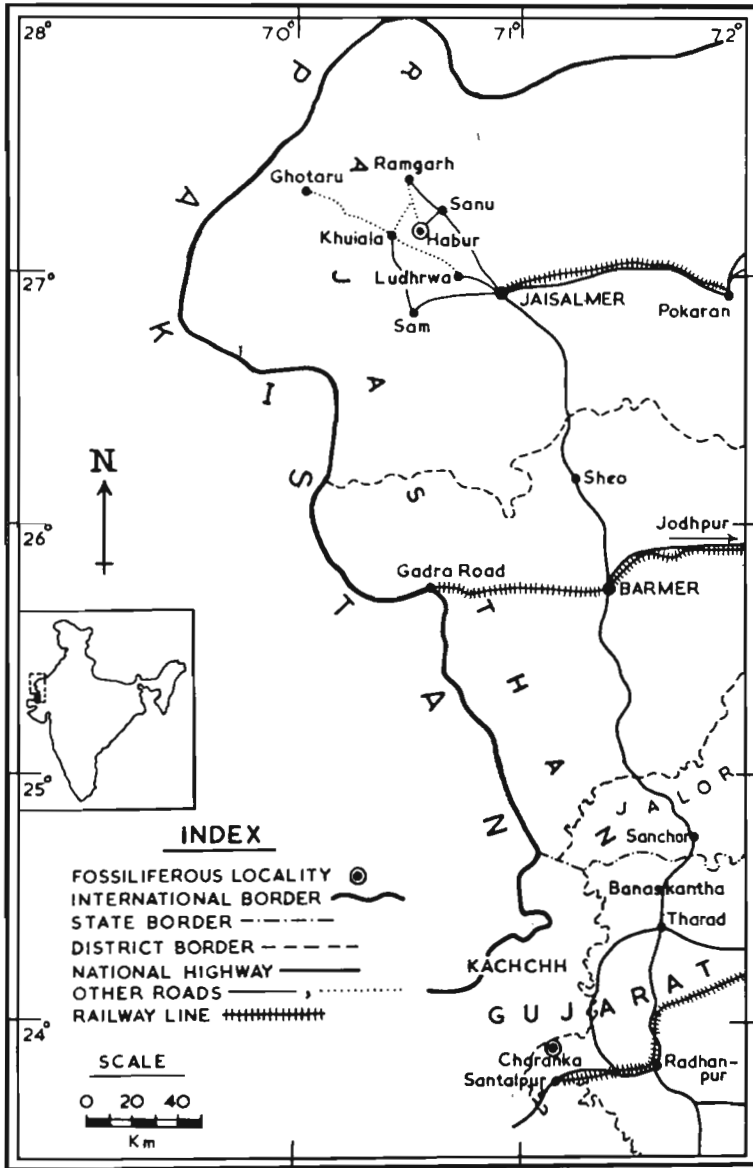 28° 70° 71° 72°
PAKISTAN
RAJASTHAN
Ghotaru
Ramgarh
Sanu
Khuiala
Habur
27°
Ludhrwa
JAISALMER
Sam
Pokaran
N
Sheo
26°
Jodhpur
Gadra Road
BARMER
25°
JALOR
Sanchor
INDEX
FOSSILIFEROUS LOCALITY
INTERNATIONAL BORDER
STATE BORDER
DISTRICT BORDER
NATIONAL HIGHWAY
OTHER ROADS ,
RAILWAY LINE
Banaskantha
Tharad
KACHCHH
GUJARAT
24°
Charanka
Santalpur
Radhan-
pur
SCALE
0 20 40
Km